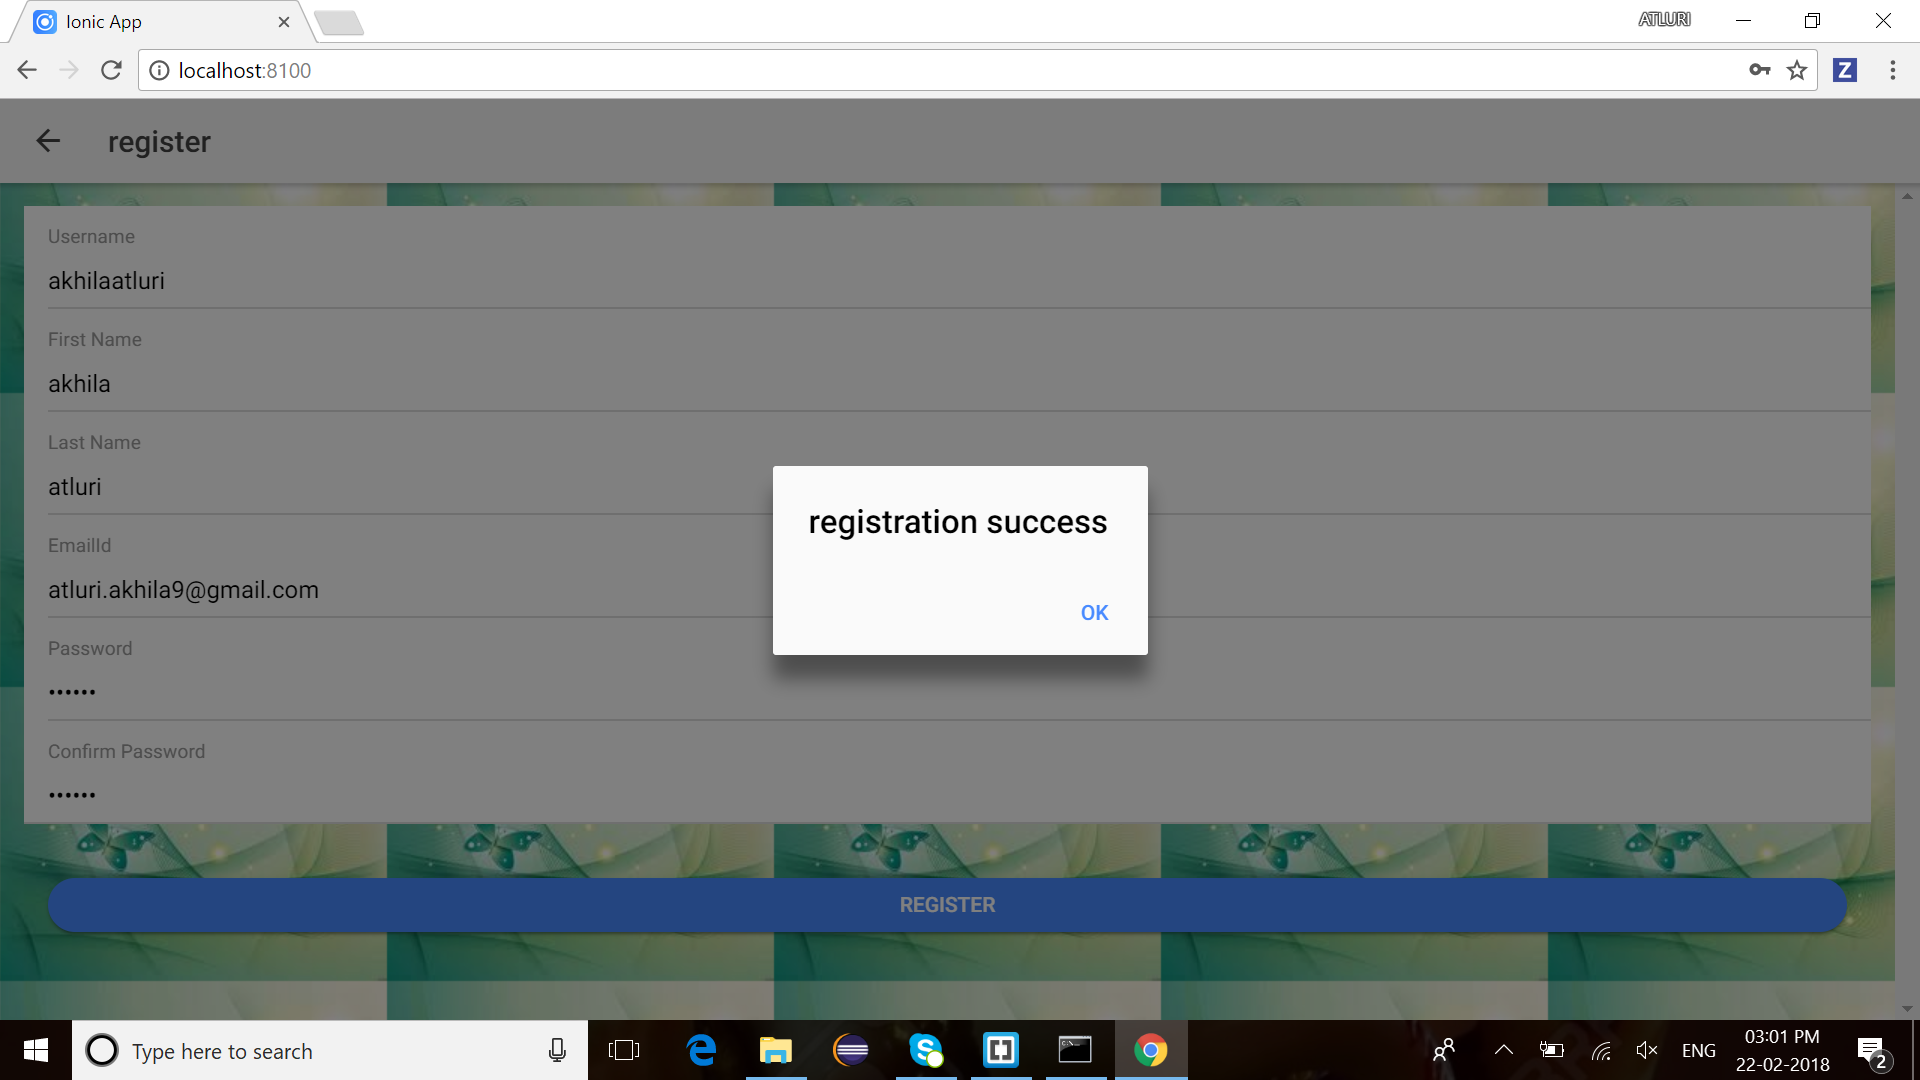 Ionic App
ATLURI
localhost:8100
Z
register
Username
akhilaatluri
First Name
akhila
Last Name
atluri
EmailId
atluri.akhila9@gmail.com
Password
••••••
Confirm Password
••••••
registration success
OK
REGISTER
Type here to search
ENG
03:01 PM
22-02-2018
2